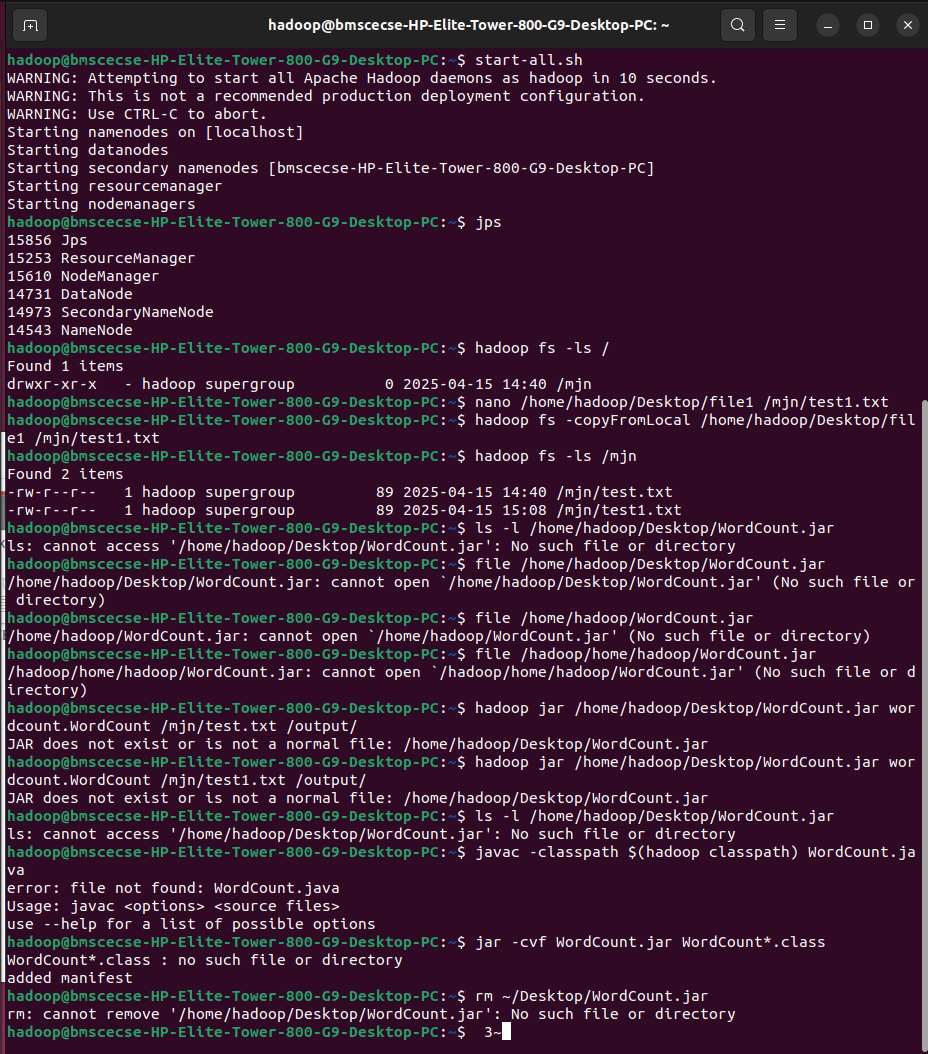 hadoop@bmscecse-HP-Elite-Tower-800-G9-Desktop-PC: ~
hadoop@bmscecse-HP-Elite-Tower-800-G9-Desktop-PC:~$ start-all.sh
WARNING: Attempting to start all Apache Hadoop daemons as hadoop in 10 seconds.
WARNING: This is not a recommended production deployment configuration.
WARNING: Use CTRL-C to abort.
Starting namenodes on [localhost]
Starting datanodes
Starting secondary namenodes [bmscecse-HP-Elite-Tower-800-G9-Desktop-PC]
Starting resourcemanager
Starting nodemanagers
hadoop@bmscecse-HP-Elite-Tower-800-G9-Desktop-PC:~$ jps
15856 Jps
15253 ResourceManager
15610 NodeManager
14731 DataNode
14973 SecondaryNameNode
14543 NameNode
hadoop@bmscecse-HP-Elite-Tower-800-G9-Desktop-PC:~$ hadoop fs -ls /
Found 1 items
drwxr-xr-x   - hadoop supergroup          0 2025-04-15 14:40 /mjn
hadoop@bmscecse-HP-Elite-Tower-800-G9-Desktop-PC:~$ nano /home/hadoop/Desktop/file1 /mjn/test1.txt
hadoop@bmscecse-HP-Elite-Tower-800-G9-Desktop-PC:~$ hadoop fs -copyFromLocal /home/hadoop/Desktop/fil
e1 /mjn/test1.txt
hadoop@bmscecse-HP-Elite-Tower-800-G9-Desktop-PC:~$ hadoop fs -ls /mjn
Found 2 items
-rw-r--r--   1 hadoop supergroup         89 2025-04-15 14:40 /mjn/test.txt
-rw-r--r--   1 hadoop supergroup         89 2025-04-15 15:08 /mjn/test1.txt
hadoop@bmscecse-HP-Elite-Tower-800-G9-Desktop-PC:~$ ls -l /home/hadoop/Desktop/WordCount.jar
ls: cannot access '/home/hadoop/Desktop/WordCount.jar': No such file or directory
hadoop@bmscecse-HP-Elite-Tower-800-G9-Desktop-PC:~$ file /home/hadoop/Desktop/WordCount.jar
/home/hadoop/Desktop/WordCount.jar: cannot open `/home/hadoop/Desktop/WordCount.jar' (No such file or
 directory)
hadoop@bmscecse-HP-Elite-Tower-800-G9-Desktop-PC:~$ file /home/hadoop/WordCount.jar
/home/hadoop/WordCount.jar: cannot open `/home/hadoop/WordCount.jar' (No such file or directory)
hadoop@bmscecse-HP-Elite-Tower-800-G9-Desktop-PC:~$ file /hadoop/home/hadoop/WordCount.jar
/hadoop/home/hadoop/WordCount.jar: cannot open `/hadoop/home/hadoop/WordCount.jar' (No such file or d
irectory)
hadoop@bmscecse-HP-Elite-Tower-800-G9-Desktop-PC:~$ hadoop jar /home/hadoop/Desktop/WordCount.jar wor
dcount.WordCount /mjn/test.txt /output/
JAR does not exist or is not a normal file: /home/hadoop/Desktop/WordCount.jar
hadoop@bmscecse-HP-Elite-Tower-800-G9-Desktop-PC:~$ hadoop jar /home/hadoop/Desktop/WordCount.jar wor
dcount.WordCount /mjn/test1.txt /output/
JAR does not exist or is not a normal file: /home/hadoop/Desktop/WordCount.jar
hadoop@bmscecse-HP-Elite-Tower-800-G9-Desktop-PC:~$ ls -l /home/hadoop/Desktop/WordCount.jar
ls: cannot access '/home/hadoop/Desktop/WordCount.jar': No such file or directory
hadoop@bmscecse-HP-Elite-Tower-800-G9-Desktop-PC:~$ javac -classpath $(hadoop classpath) WordCount.ja
va
error: file not found: WordCount.java
Usage: javac <options> <source files>
use --help for a list of possible options
hadoop@bmscecse-HP-Elite-Tower-800-G9-Desktop-PC:~$ jar -cvf WordCount.jar WordCount*.class
WordCount*.class : no such file or directory
added manifest
hadoop@bmscecse-HP-Elite-Tower-800-G9-Desktop-PC:~$ rm ~/Desktop/WordCount.jar
rm: cannot remove '/home/hadoop/Desktop/WordCount.jar': No such file or directory
hadoop@bmscecse-HP-Elite-Tower-800-G9-Desktop-PC:~$  3~